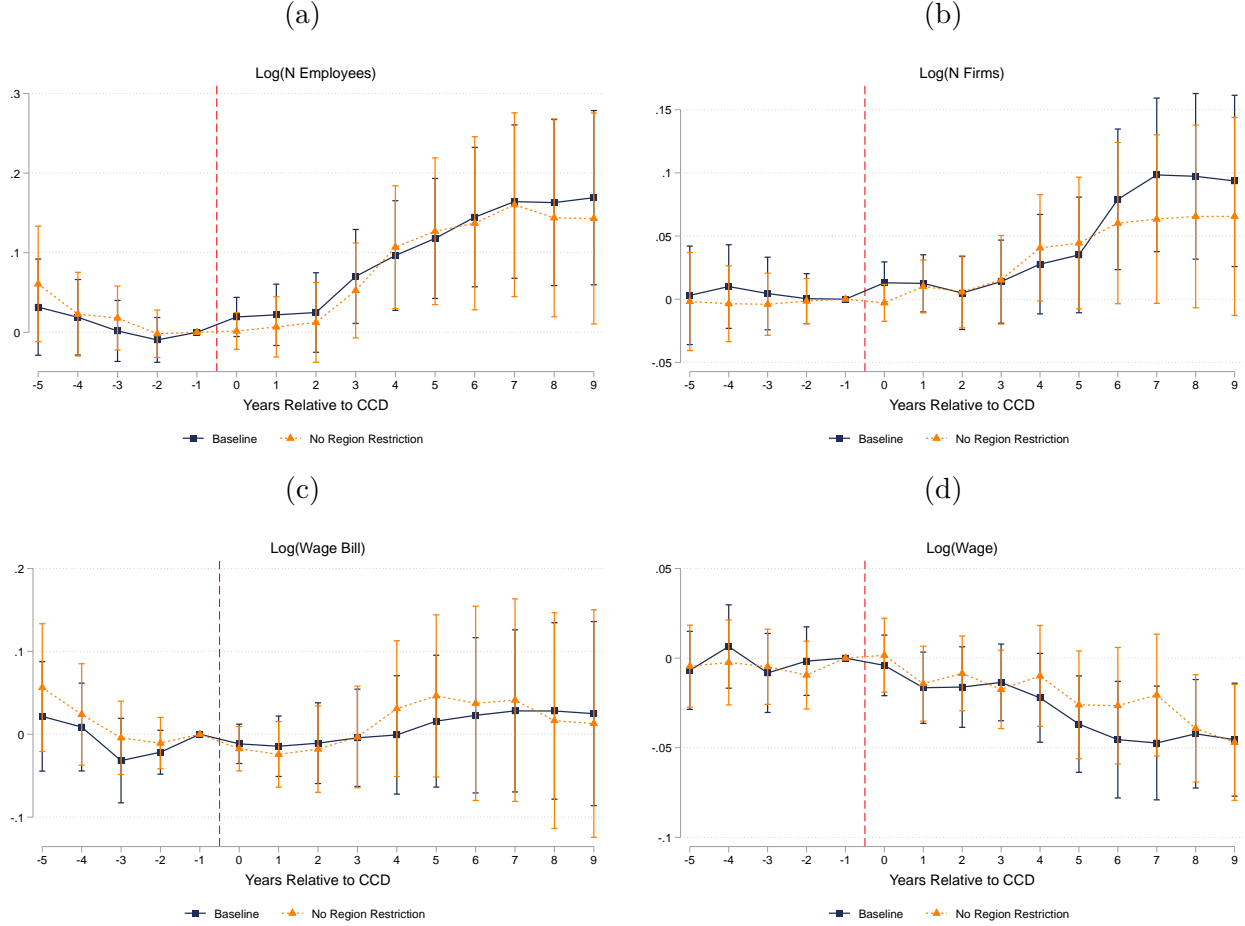 (a)
Log(N Employees)
.3
.2
.1
0
-5 -4 -3 -2 -1 0 1 2 3 4 5 6 7 8 9
Years Relative to CCD
Baseline No Region Restriction
(b)
Log(N Firms)
.15
.1
.05
0
-.05
-5 -4 -3 -2 -1 0 1 2 3 4 5 6 7 8 9
Years Relative to CCD
Baseline No Region Restriction
(c)
Log(Wage Bill)
.2
.1
0
-.1
-5 -4 -3 -2 -1 0 1 2 3 4 5 6 7 8 9
Years Relative to CCD
Baseline No Region Restriction
(d)
Log(Wage)
.05
0
-.05
-.1
-5 -4 -3 -2 -1 0 1 2 3 4 5 6 7 8 9
Years Relative to CCD
Baseline No Region Restriction